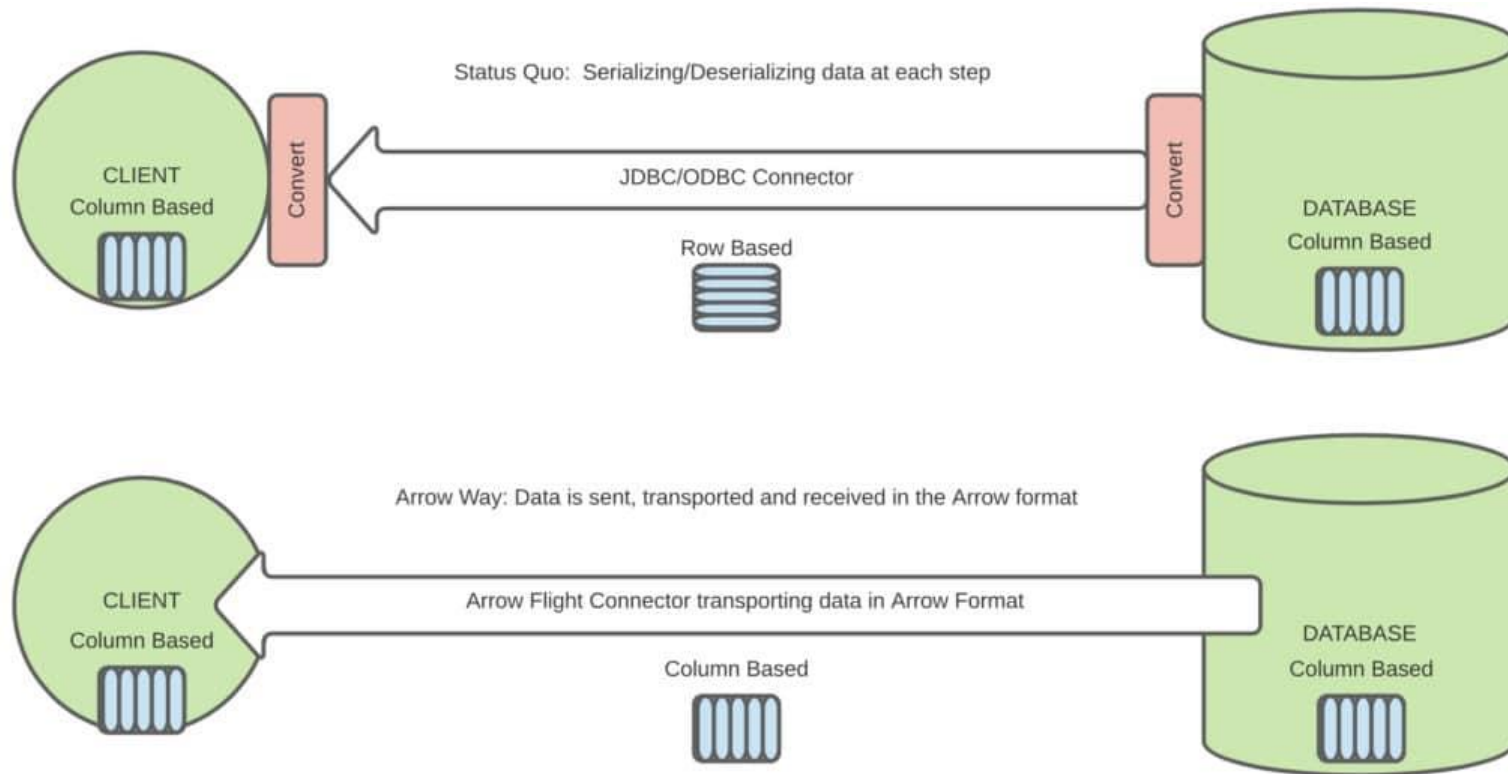 Status Quo:  Serializing/Deserializing data at each step
CLIENT
Column Based
Convert
JDBC/ODBC Connector
Row Based
Convert
DATABASE
Column Based
Arrow Way: Data is sent, transported and received in the Arrow format
CLIENT
Column Based
Arrow Flight Connector transporting data in Arrow Format
Column Based
DATABASE
Column Based